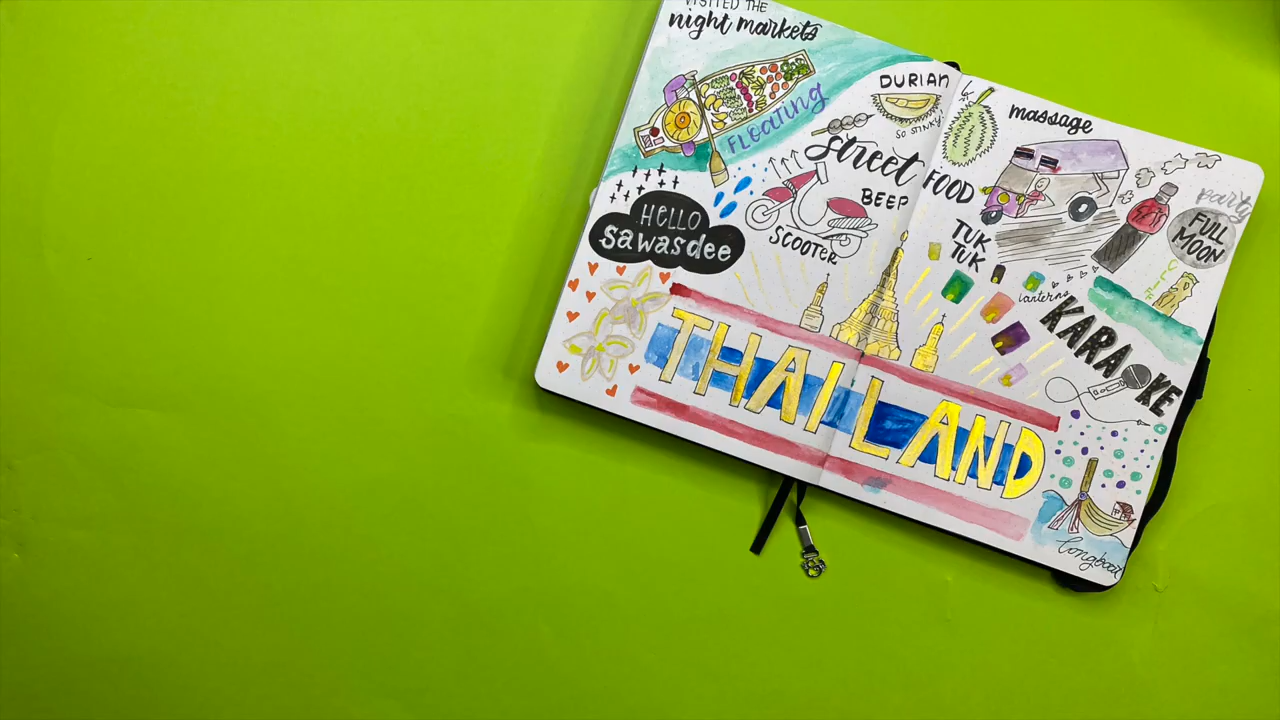 VISITED THE
night markets
FLOATING
DURIAN
SO STINKY!
massage
street
FOOD
BEEP
SCOOTER
HELLO
sawasdee
TUK
TUK
party
FULL
MOON
lanterns
KARAOKE
THAILAND
longboat